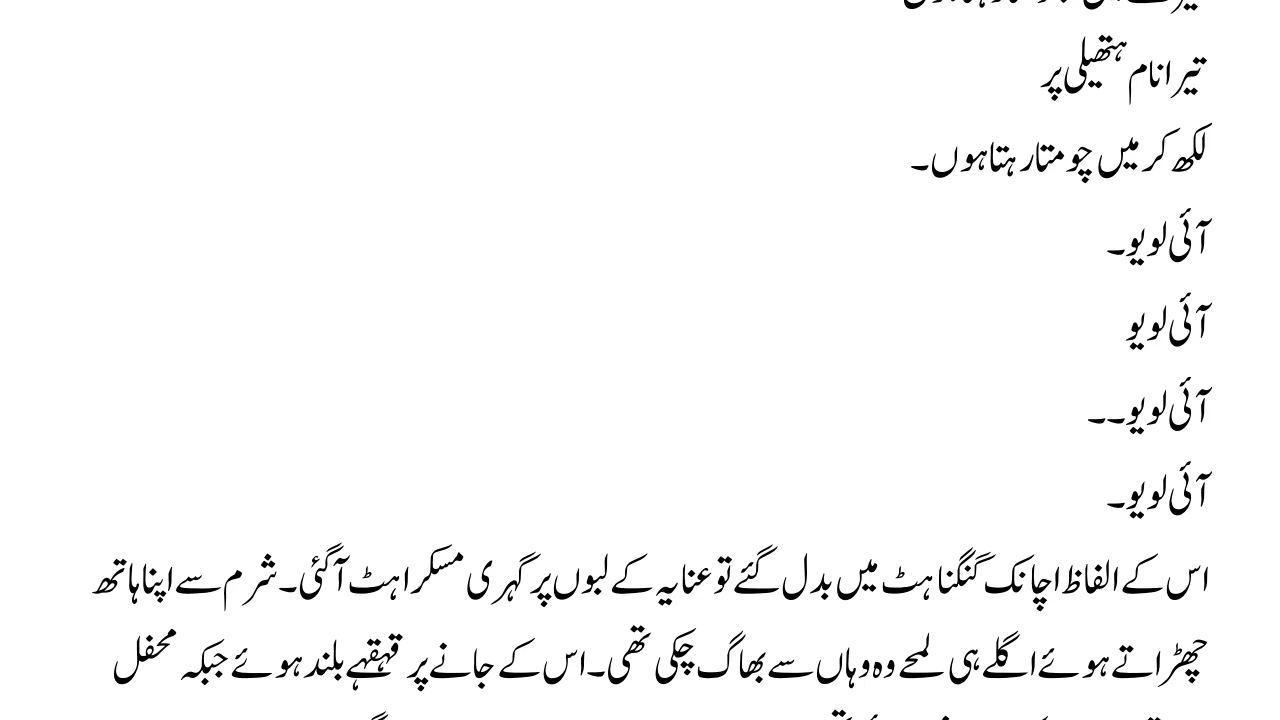 تیرا نام ہتھیلی پر
لکھ کر میں چومتا رہتا ہوں۔
آئی لو یو۔
آئی لو یو
آئی لو یو۔۔
آئی لو یو۔
اس کے الفاظ اچانک گنگناہٹ میں بدل گئے تو عنایہ کے لبوں پر گہری مسکراہٹ آگئی۔ شرم سے اپنا ہاتھ
چھڑاتے ہوئے اگلے ہی لمحے وہ وہاں سے بھاگ چکی تھی۔ اس کے جانے پر قہقہے بلند ہوئے جبکہ محفل